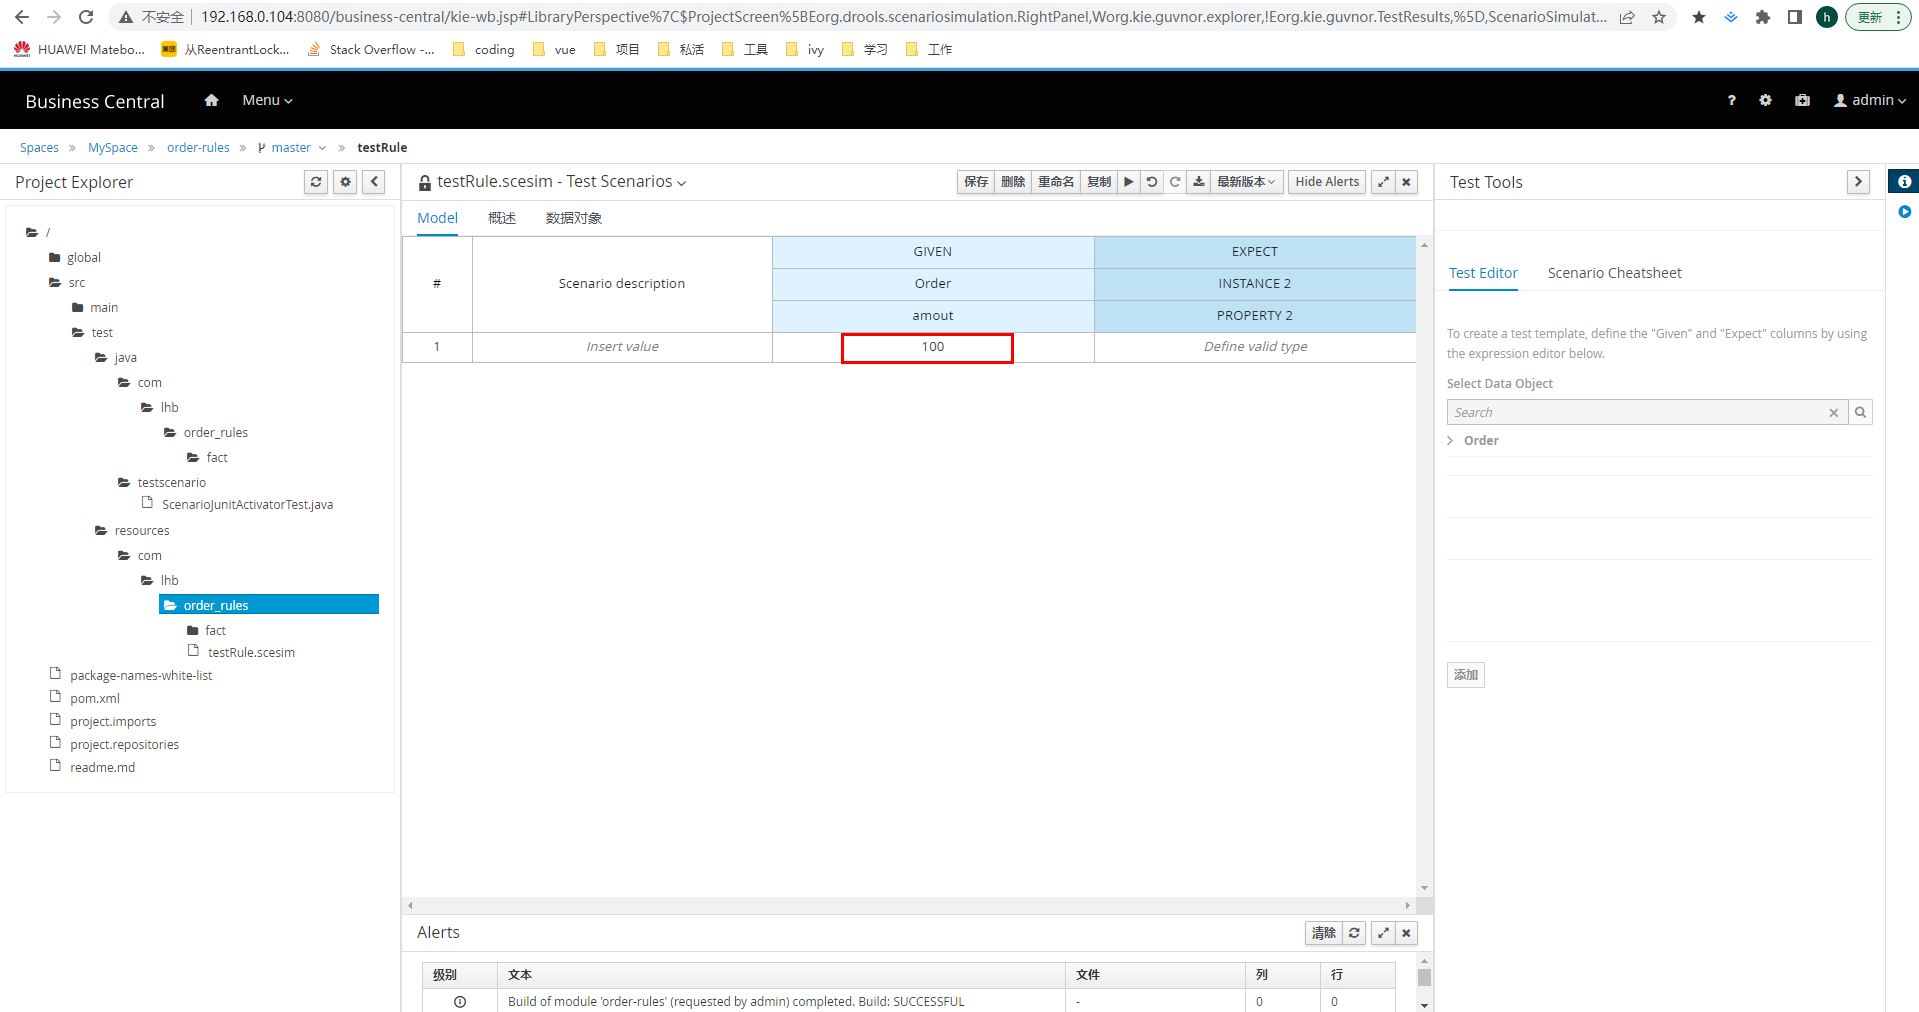 不安全 192.168.0.104:8080/business-central/kie-wb.jsp#LibraryPerspective%7C$ProjectScreen%5BEorg.drools.scenariosimulation.RightPanel,Worg.kie.guvnor.explorer,!Eorg.kie.guvnor.TestResults,%5D,ScenarioSimulat... h 更新
HUAWEI Matebo... 美团 从ReentrantLock... Stack Overflow -... coding vue 项目 私活 工具 ivy 学习 工作
Business Central Menu ? admin
Spaces » MySpace » order-rules » master » testRule
Project Explorer
/
global
src
main
test
java
com
lhb
order_rules
fact
testscenario
ScenarioJunitActivatorTest.java
resources
com
lhb
order_rules
fact
testRule.scesim
package-names-white-list
pom.xml
project.imports
project.repositories
readme.md
testRule.scesim - Test Scenarios 保存 删除 重命名 复制 最新版本 Hide Alerts
Model 概述 数据对象
# Scenario description GIVEN EXPECT
Order INSTANCE 2
amout PROPERTY 2
1 Insert value 100 Define valid type
Alerts 清除
级别 文本 文件 列 行
Build of module 'order-rules' (requested by admin) completed. Build: SUCCESSFUL - 0 0
Test Tools
Test Editor Scenario Cheatsheet
To create a test template, define the "Given" and "Expect" columns by using
the expression editor below.
Select Data Object
Search
Order
添加